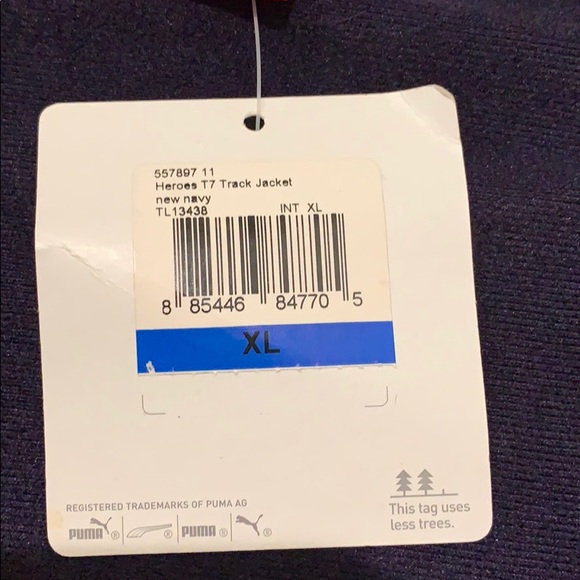 557897 11
Heroes T7 Track Jacket
new navy
TL13438 INT XL
8 85446 84770 5
XL
REGISTERED TRADEMARKS OF PUMA AG
PUMA ® ® PUMA ® ®
This tag uses
less trees.